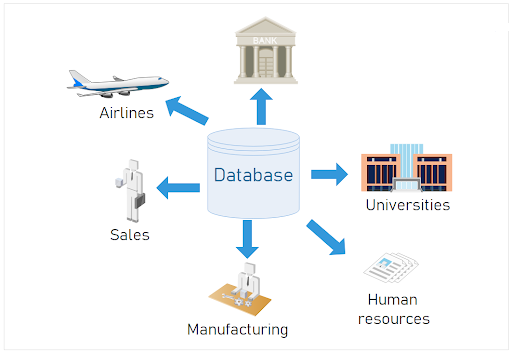 BANK
Airlines
Database
Universities
Sales
Human
resources
Manufacturing